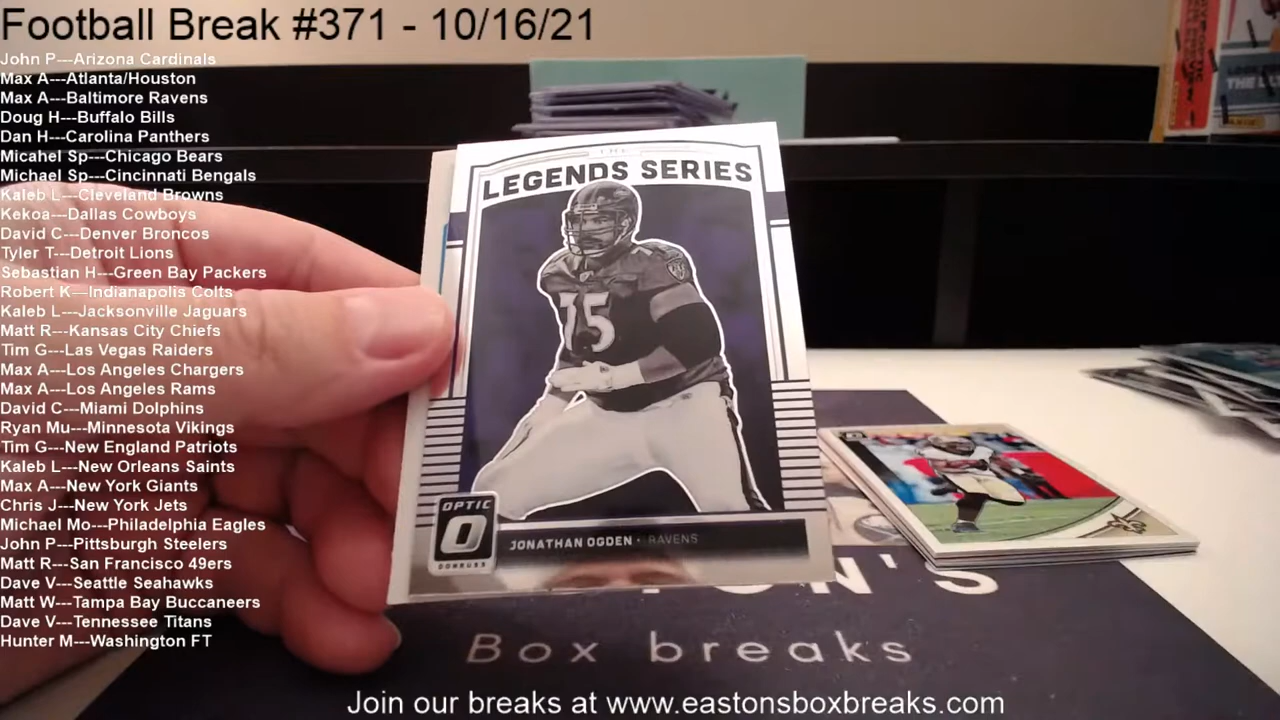 Football Break #371 - 10/16/21
John P---Arizona Cardinals
Max A---Atlanta/Houston
Max A---Baltimore Ravens
Doug H---Buffalo Bills
Dan H---Carolina Panthers
Micahel Sp---Chicago Bears
Michael Sp---Cincinnati Bengals
Kaleb L---Cleveland Browns
Kekoa---Dallas Cowboys
David C---Denver Broncos
Tyler T---Detroit Lions
Sebastian H---Green Bay Packers
Robert K---Indianapolis Colts
Kaleb L---Jacksonville Jaguars
Matt R---Kansas City Chiefs
Tim G---Las Vegas Raiders
Max A---Los Angeles Chargers
Max A---Los Angeles Rams
David C---Miami Dolphins
Ryan Mu---Minnesota Vikings
Tim G---New England Patriots
Kaleb L---New Orleans Saints
Max A---New York Giants
Chris J---New York Jets
Michael Mo---Philadelphia Eagles
John P---Pittsburgh Steelers
Matt R---San Francisco 49ers
Dave V---Seattle Seahawks
Matt W---Tampa Bay Buccaneers
Dave V---Tennessee Titans
Hunter M---Washington FT
THE
LEGENDS SERIES
75
OPTIC
DONRUSS
JONATHAN OGDEN · RAVENS
Box breaks
Join our breaks at www.eastonsboxbreaks.com